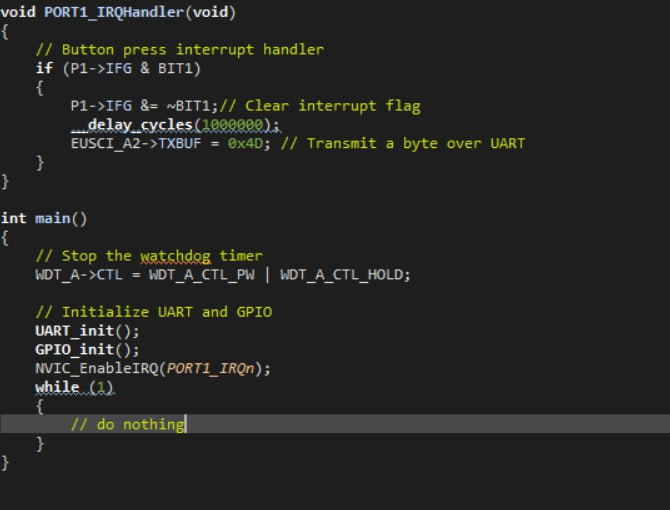 void PORT1_IRQHandler(void)
{
    // Button press interrupt handler
    if (P1->IFG & BIT1)
    {
        P1->IFG &= ~BIT1;// Clear interrupt flag
        __delay_cycles(1000000);
        EUSCI_A2->TXBUF = 0x4D; // Transmit a byte over UART
    }
}

int main()
{
    // Stop the watchdog timer
    WDT_A->CTL = WDT_A_CTL_PW | WDT_A_CTL_HOLD;

    // Initialize UART and GPIO
    UART_init();
    GPIO_init();
    NVIC_EnableIRQ(PORT1_IRQn);
    while (1)
    {
        // do nothing
    }
}